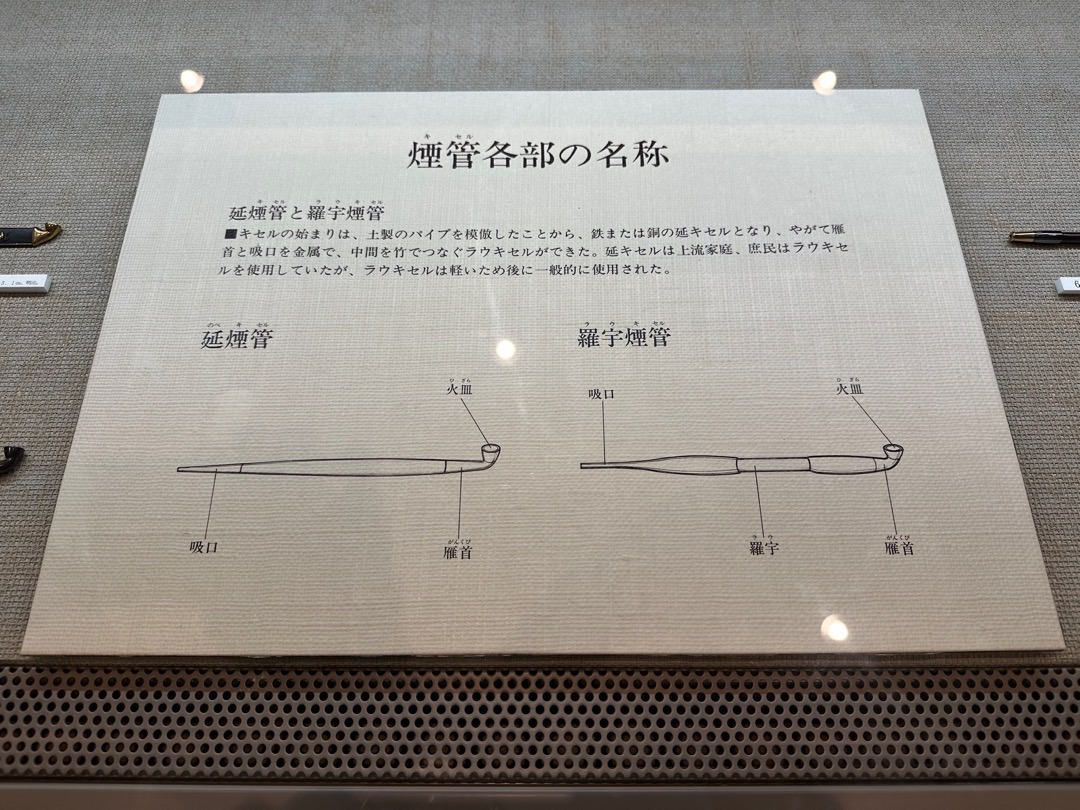 煙管各部の名称
延煙管と羅宇煙管
■キセルの始まりは、土製のパイプを模倣したことから、鉄または銅の延キセルとなり、やがて雁
首と吸口を金属で、中間を竹でつなぐラウキセルができた。延キセルは上流家庭、庶民はラウキセ
ルを使用していたが、ラウキセルは軽いため後に一般的に使用された。
延煙管
火皿
吸口
雁首
羅宇煙管
吸口
火皿
羅宇
雁首